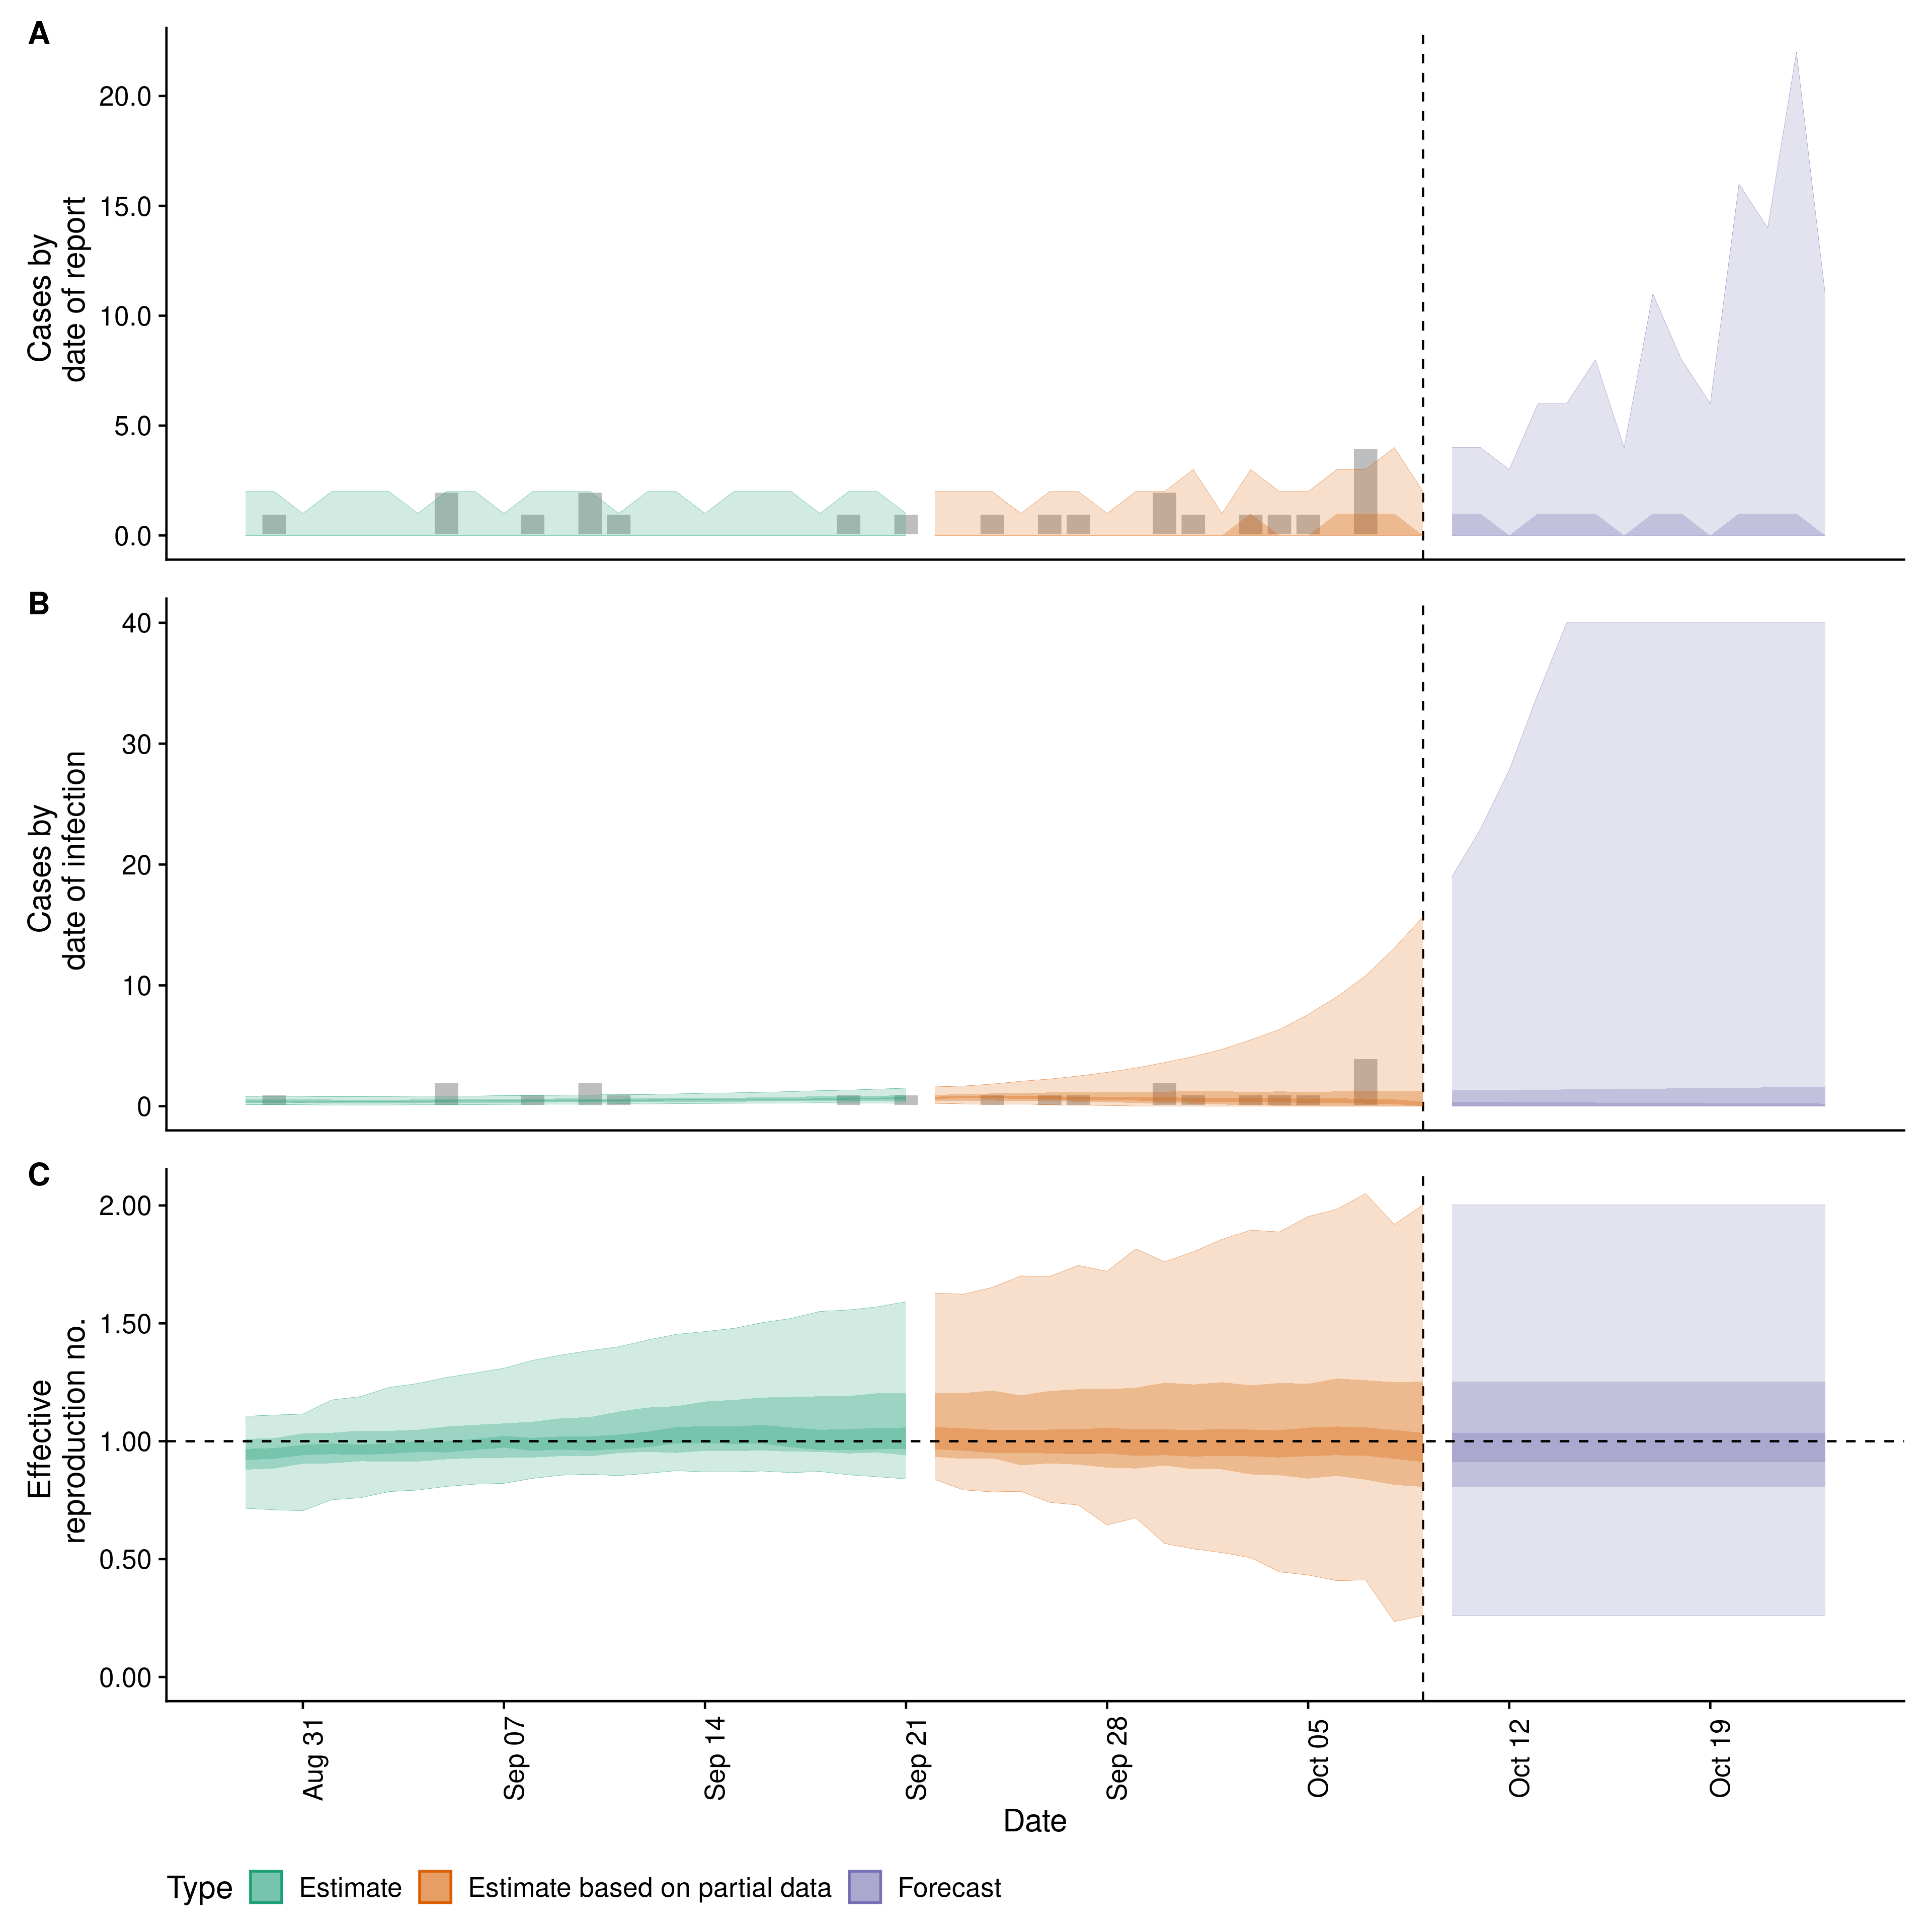 A
Cases by
date of report
20.0
15.0
10.0
5.0
0.0
B
Cases by
date of infection
40
30
20
10
0
C
Effective
reproduction no.
2.00
1.50
1.00
0.50
0.00
Aug 31
Sep 07
Sep 14
Sep 21
Sep 28
Oct 05
Oct 12
Oct 19
Date
Type Estimate Estimate based on partial data Forecast